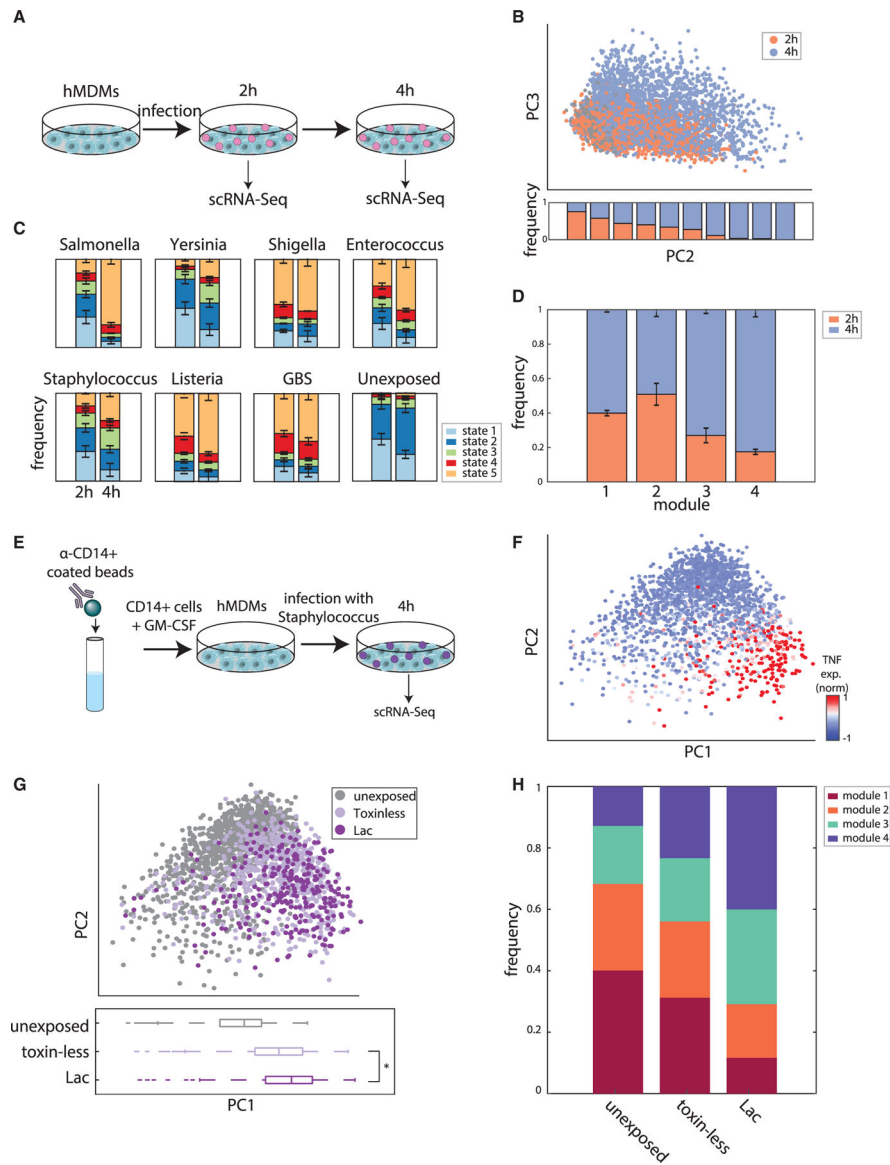 A
hMDMs
infection
2h
4h
scRNA-Seq
scRNA-Seq
B
2h
4h
PC3
frequency
1
0
PC2
C
Salmonella
Yersinia
Shigella
Enterococcus
Staphylococcus
Listeria
GBS
Unexposed
frequency
2h 4h
state 1
state 2
state 3
state 4
state 5
D
2h
4h
frequency
1
0.8
0.6
0.4
0.2
0
1 2 3 4
module
E
α-CD14+
coated beads
CD14+ cells
+ GM-CSF
hMDMs
infection with
Staphylococcus
4h
scRNA-Seq
F
PC2
PC1
TNF
exp.
(norm)
1
-1
G
unexposed
Toxinless
Lac
PC2
unexposed
toxin-less
Lac
*
PC1
H
module 1
module 2
module 3
module 4
frequency
1
0.8
0.6
0.4
0.2
0
unexposed
toxin-less
Lac